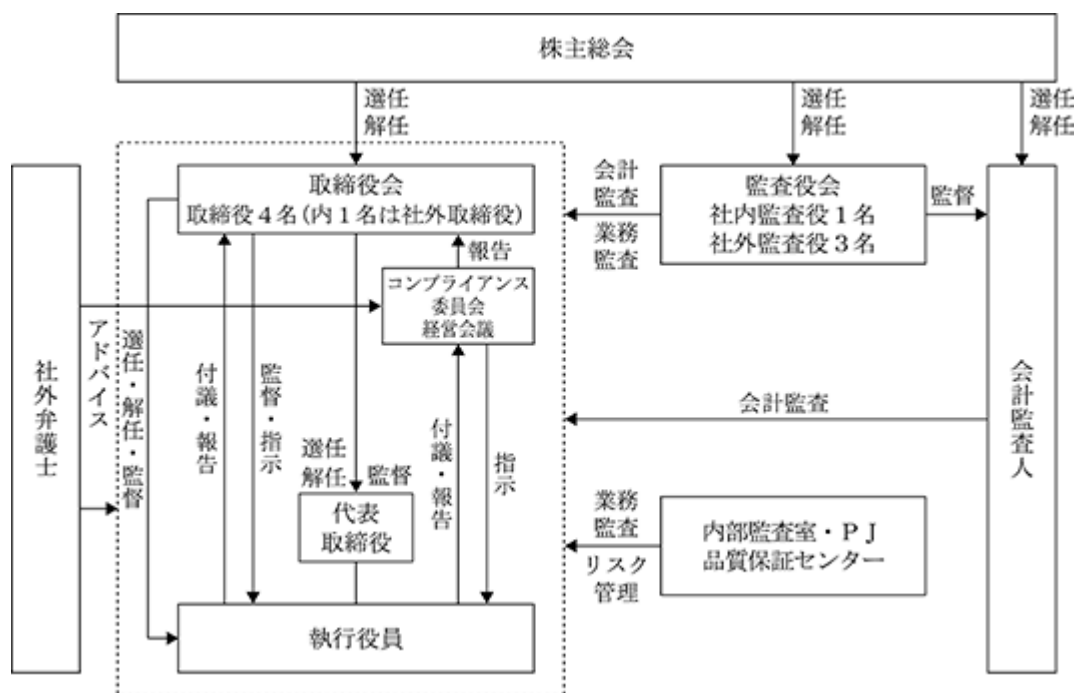 株主総会
選任
解任
選任
解任
選任
解任
取締役会
取締役4名(内1名は社外取締役)
会計
監査
業務
監査
監査役会
社内監査役1名
社外監査役3名
監督
報告
コンプライアンス
委員会
経営会議
社外弁護士
アドバイス
選任・解任・監督
付議・報告
監督・指示
選任
解任
監督
付議・報告
指示
会計監査
会計監査人
代表
取締役
業務
監査
リスク
管理
内部監査室・PJ
品質保証センター
執行役員